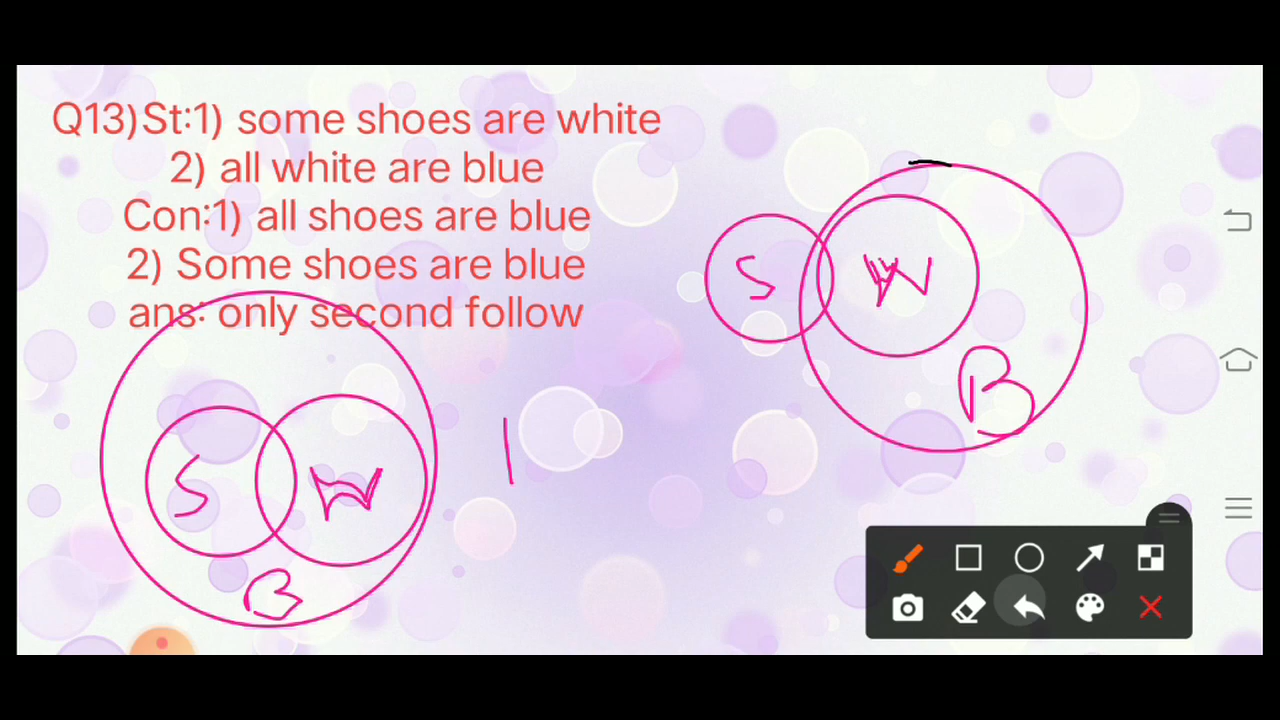 Q13)St:1) some shoes are white
2) all white are blue
Con:1) all shoes are blue
2) Some shoes are blue
ans: only second follow
S W
B
S W
B